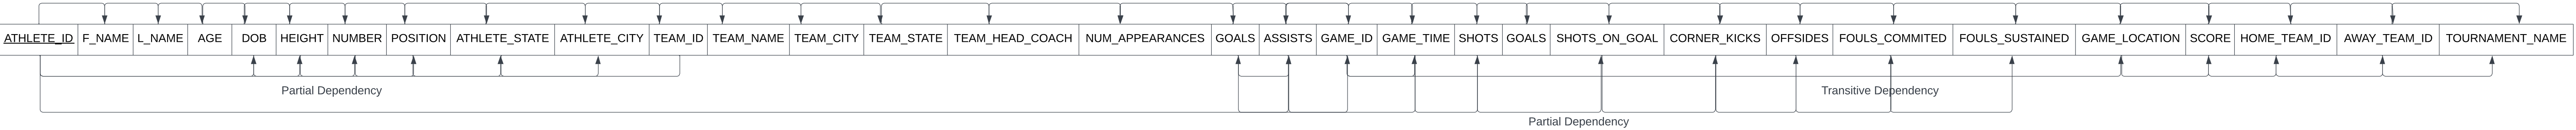 ATHLETE_ID F_NAME L_NAME AGE DOB HEIGHT NUMBER POSITION ATHLETE_STATE ATHLETE_CITY TEAM_ID TEAM_NAME TEAM_CITY TEAM_STATE TEAM_HEAD_COACH NUM_APPEARANCES GOALS ASSISTS GAME_ID GAME_TIME SHOTS GOALS SHOTS_ON_GOAL CORNER_KICKS OFFSIDES FOULS_COMMITED FOULS_SUSTAINED GAME_LOCATION SCORE HOME_TEAM_ID AWAY_TEAM_ID TOURNAMENT_NAME
Partial Dependency
Transitive Dependency
Partial Dependency